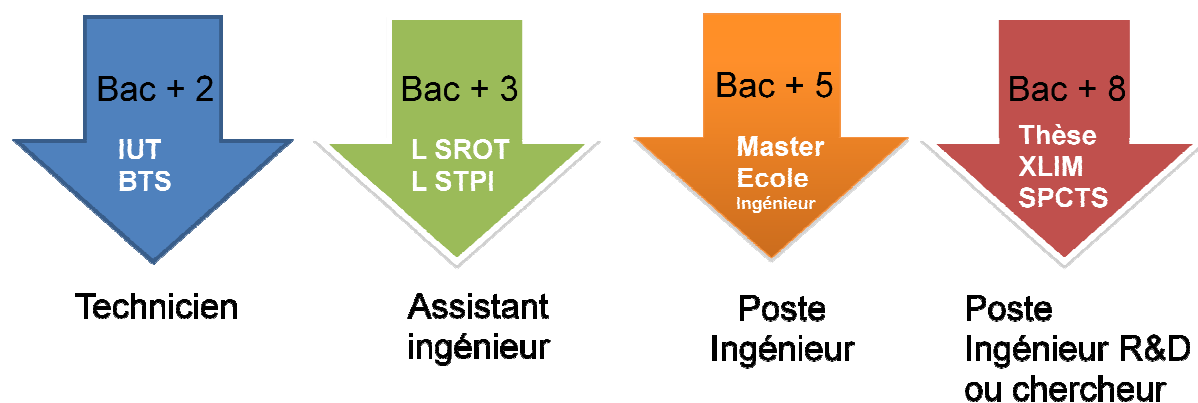 Bac + 2
IUT
BTS
Technicien
Bac + 3
L SROT
L STPI
Assistant
ingénieur
Bac + 5
Master
Ecole
Ingénieur
Poste
Ingénieur
Bac + 8
Thèse
XLIM
SPCTS
Poste
Ingénieur R&D
ou chercheur